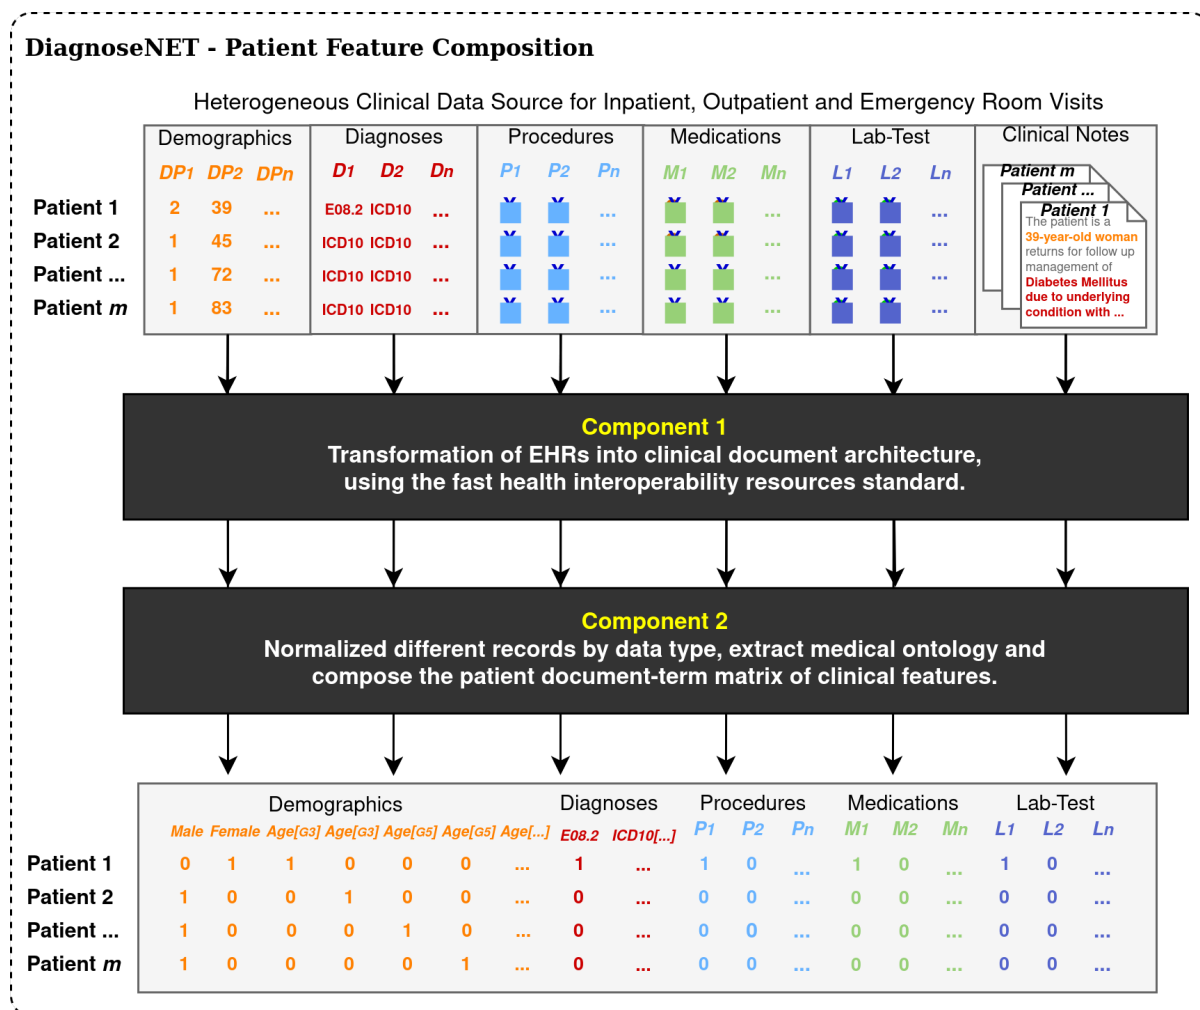 DiagnoseNET - Patient Feature Composition
Heterogeneous Clinical Data Source for Inpatient, Outpatient and Emergency Room Visits
Demographics Diagnoses Procedures Medications Lab-Test Clinical Notes
DP1 DP2 DPn D1 D2 Dn P1 P2 Pn M1 M2 Mn L1 L2 Ln
Patient 1 2 39 ... E08.2 ICD10 ... ... ... ...
Patient 2 1 45 ... ICD10 ICD10 ... ... ... ...
Patient ... 1 72 ... ICD10 ICD10 ... ... ... ...
Patient m 1 83 ... ICD10 ICD10 ... ... ... ...
Patient m
Patient ...
Patient 1
The patient is a
39-year-old woman
returns for follow up
management of
Diabetes Mellitus
due to underlying
condition with ...
Component 1
Transformation of EHRs into clinical document architecture,
using the fast health interoperability resources standard.
Component 2
Normalized different records by data type, extract medical ontology and
compose the patient document-term matrix of clinical features.
Demographics Diagnoses Procedures Medications Lab-Test
Male Female Age[G3] Age[G3] Age[G5] Age[G5] Age[...] E08.2 ICD10[...] P1 P2 Pn M1 M2 Mn L1 L2 Ln
Patient 1 0 1 1 0 0 0 ... 1 ... 1 0 ... 1 0 ... 1 0 ...
Patient 2 1 0 0 1 0 0 ... 0 ... 0 0 ... 0 0 ... 0 0 ...
Patient ... 1 0 0 0 1 0 ... 0 ... 0 0 ... 0 0 ... 0 0 ...
Patient m 1 0 0 0 0 1 ... 0 ... 0 0 ... 0 0 ... 0 0 ...